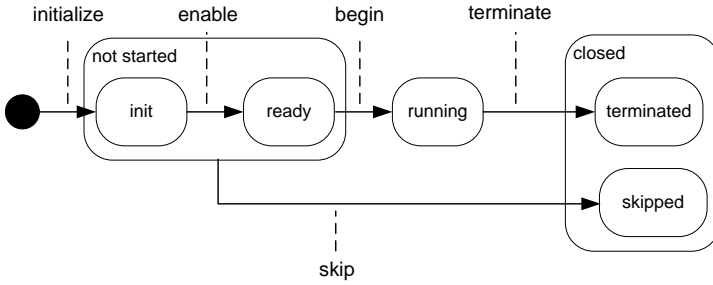 initialize
enable
begin
terminate
not started
closed
init
ready
running
terminated
skipped
skip